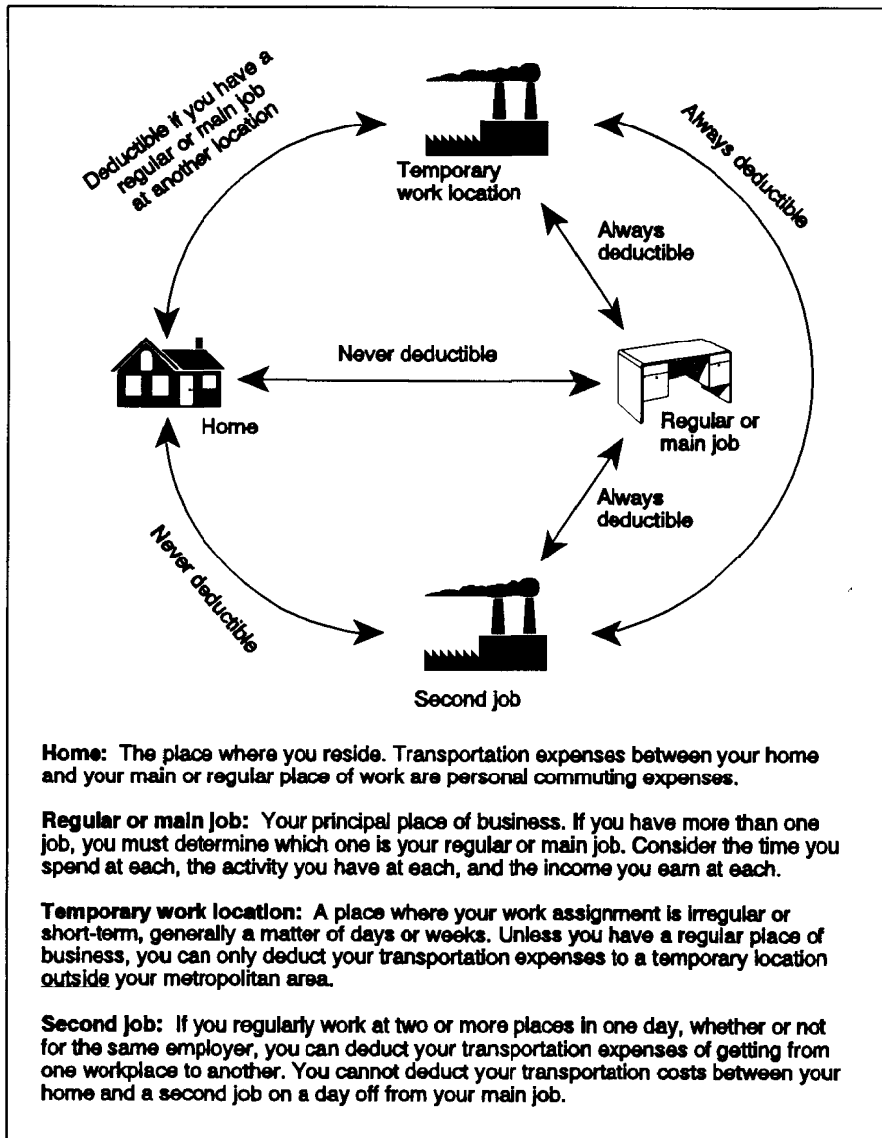 Deductible if you have a
regular or main job
at another location
Temporary
work location
Always deductible
Always
deductible
Never deductible
Home
Regular or
main job
Always
deductible
Never deductible
Second job
Home: The place where you reside. Transportation expenses between your home
and your main or regular place of work are personal commuting expenses.
Regular or main job: Your principal place of business. If you have more than one
job, you must determine which one is your regular or main job. Consider the time you
spend at each, the activity you have at each, and the income you earn at each.
Temporary work location: A place where your work assignment is irregular or
short-term, generally a matter of days or weeks. Unless you have a regular place of
business, you can only deduct your transportation expenses to a temporary location
outside your metropolitan area.
Second job: If you regularly work at two or more places in one day, whether or not
for the same employer, you can deduct your transportation expenses of getting from
one workplace to another. You cannot deduct your transportation costs between your
home and a second job on a day off from your main job.